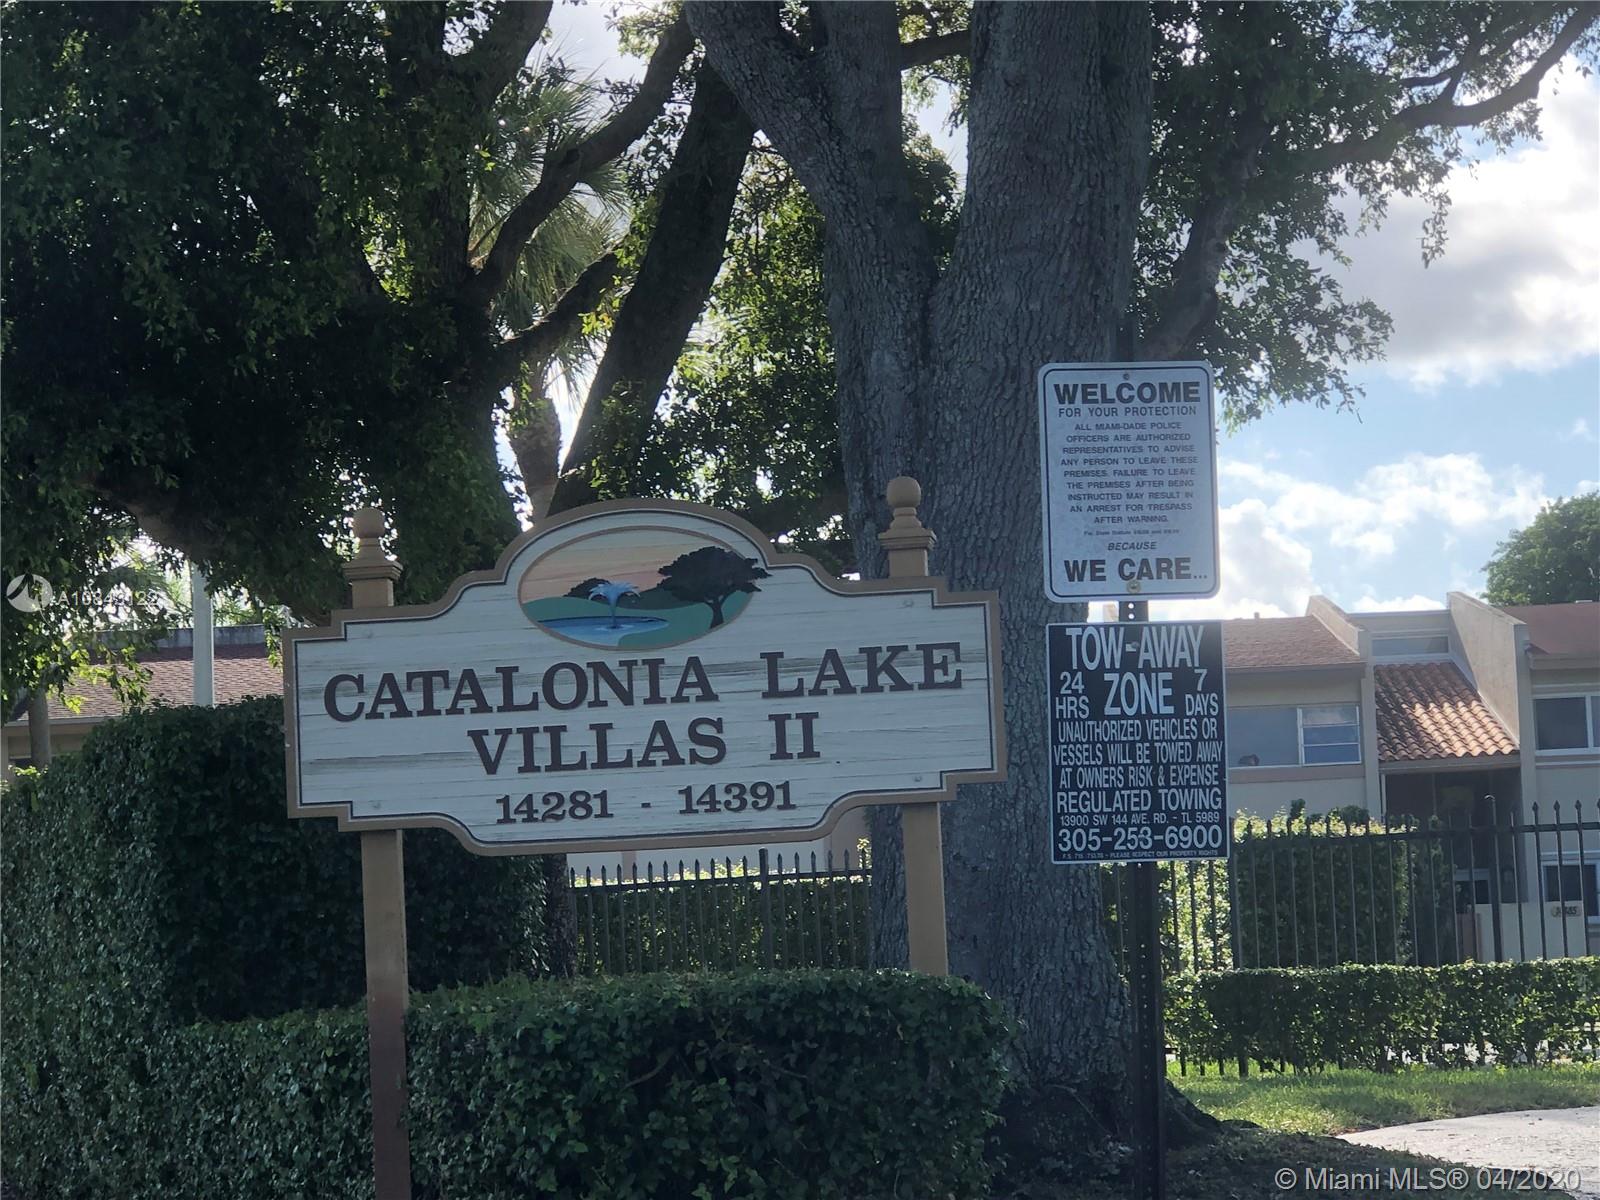 CATALONIA LAKE
VILLAS II
14281 - 14391
WELCOME
FOR YOUR PROTECTION
ALL MIAMI-DADE POLICE
OFFICERS ARE AUTHORIZED
REPRESENTATIVES TO ADVISE
ANY PERSON TO LEAVE THESE
PREMISES. FAILURE TO LEAVE
THE PREMISES AFTER BEING
INSTRUCTED MAY RESULT IN
AN ARREST FOR TRESPASS
AFTER WARNING.
Per State Statute
BECAUSE
WE CARE...
TOW-AWAY
24 HRS ZONE 7 DAYS
UNAUTHORIZED VEHICLES OR
VESSELS WILL BE TOWED AWAY
AT OWNERS RISK & EXPENSE
REGULATED TOWING
13900 SW 144 AVE. RD. - TL 5989
305-253-6900
F.S. 715 - PLEASE RESPECT OUR PROPERTY RIGHTS
© Miami MLS® 04/2020